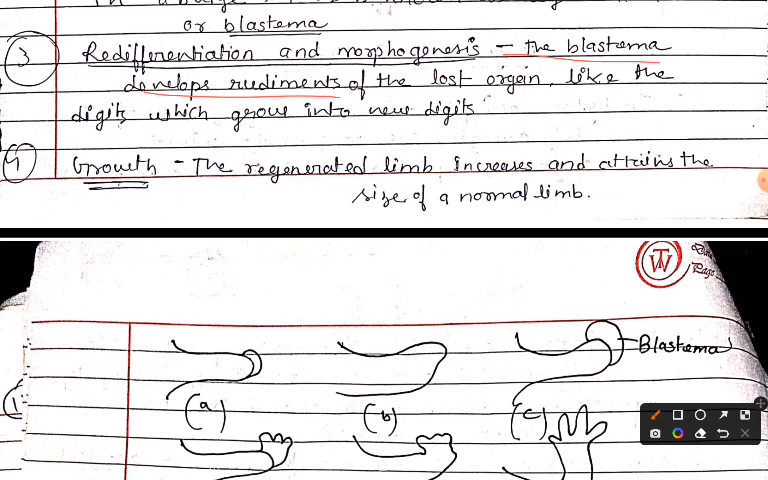 or blastema
3 Redifferentiation and morphogenesis - the blastema
develops rudiments of the lost organ, like the
digits which grows into new digits
4 Growth - The regenerated limb increases and attains the
size of a normal limb.
Blastema
(a) (b) (c)